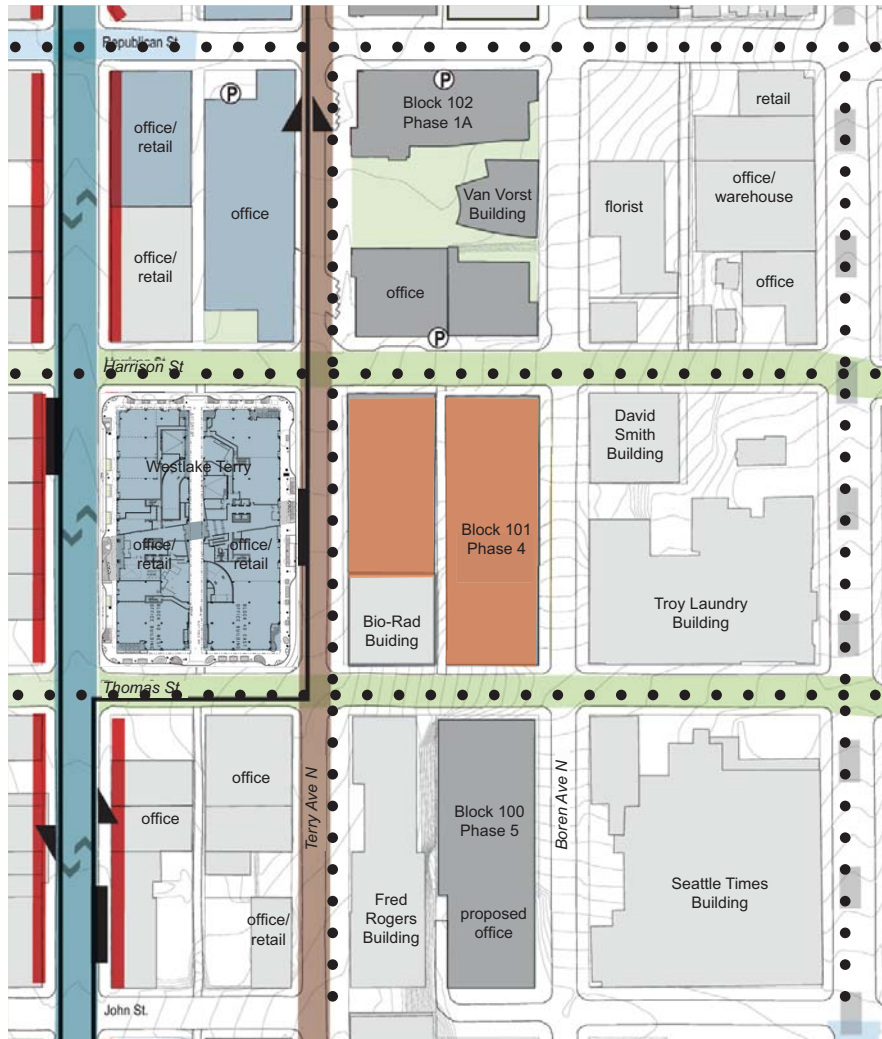 Republican St.
P
P
Block 102
Phase 1A
retail
office/
retail
office
Van Vorst
Building
florist
office/
warehouse
office/
retail
office
office
P
Harrison St
Westlake Terry
office/
retail
office/
retail
David
Smith
Building
Block 101
Phase 4
Bio-Rad
Buiding
Troy Laundry
Building
Thomas St
Terry Ave N
Boren Ave N
office
office
office/
retail
Block 100
Phase 5
proposed
office
Fred
Rogers
Building
Seattle Times
Building
John St.